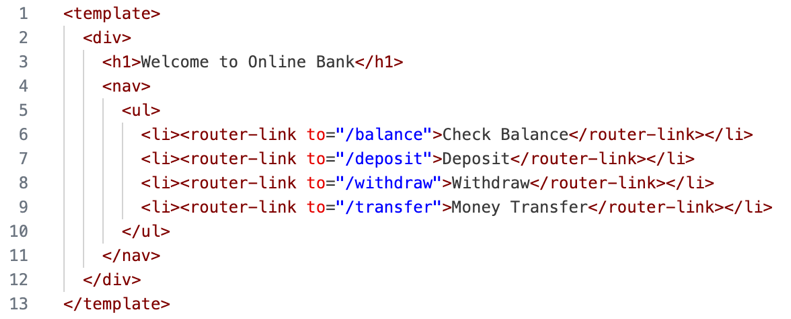 1 <template>
2 <div>
3 <h1>Welcome to Online Bank</h1>
4 <nav>
5 <ul>
6 <li><router-link to="/balance">Check Balance</router-link></li>
7 <li><router-link to="/deposit">Deposit</router-link></li>
8 <li><router-link to="/withdraw">Withdraw</router-link></li>
9 <li><router-link to="/transfer">Money Transfer</router-link></li>
10 </ul>
11 </nav>
12 </div>
13 </template>